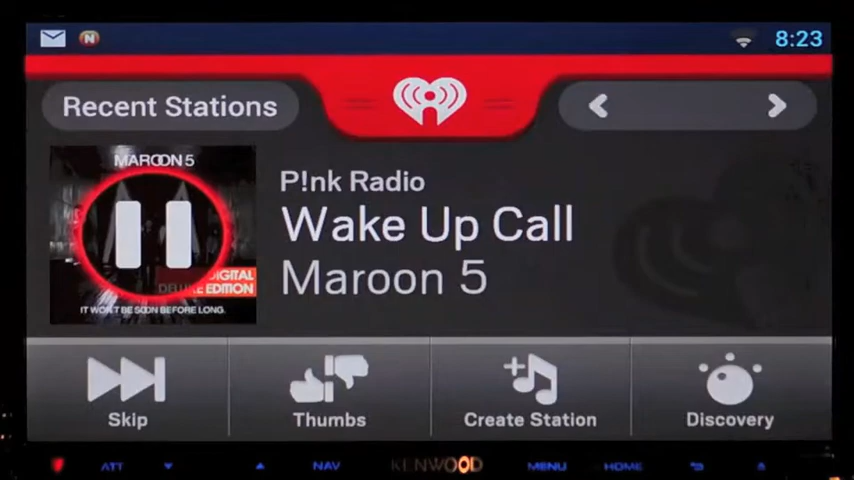 N
8:23
Recent Stations
MAROON 5
DIGITAL
DELUXE EDITION
IT WON'T BE SOON BEFORE LONG.
P!nk Radio
Wake Up Call
Maroon 5
Skip
Thumbs
Create Station
Discovery
ATT
NAV
KENWOOD
MENU
HOME